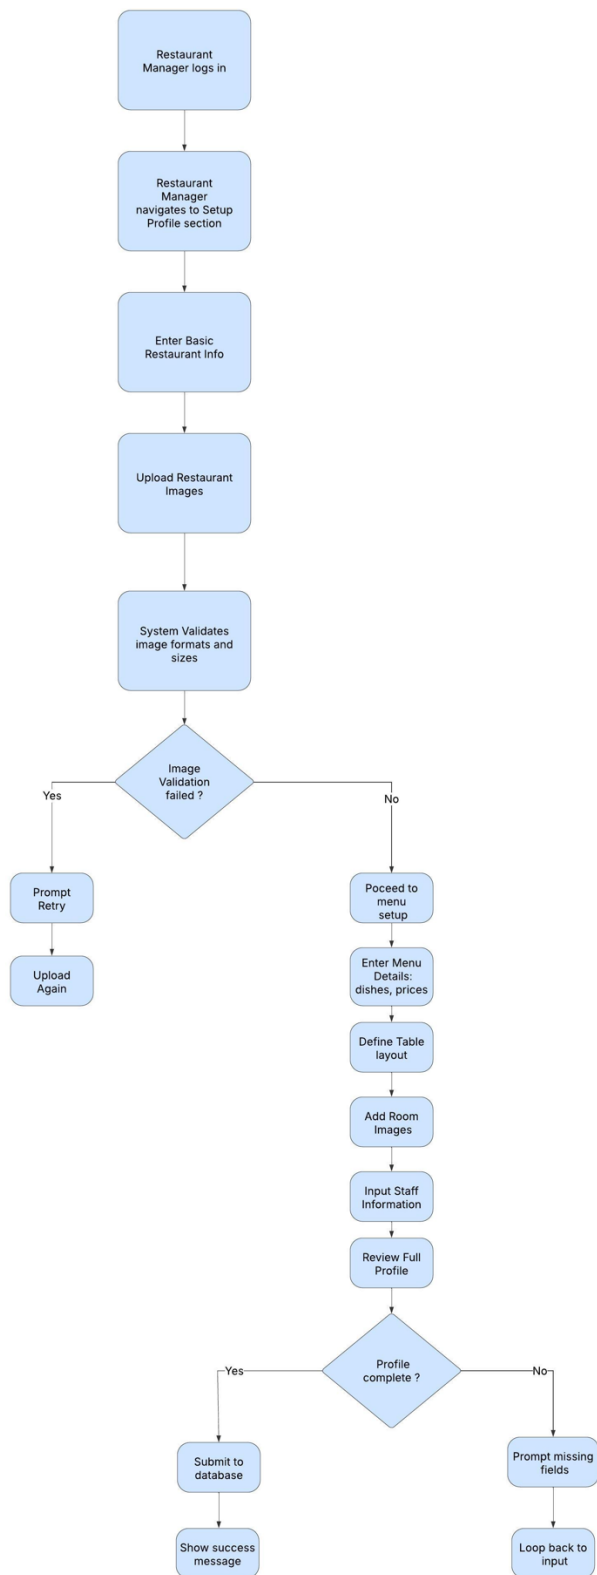 Restaurant
Manager logs in
Restaurant
Manager
navigates to Setup
Profile section
Enter Basic
Restaurant Info
Upload Restaurant
Images
System Validates
image formats and
sizes
Image
Validation
failed ?
Yes
No
Prompt
Retry
Upload
Again
Poceed to
menu
setup
Enter Menu
Details:
dishes, prices
Define Table
layout
Add Room
Images
Input Staff
Information
Review Full
Profile
Profile
complete ?
Yes
No
Submit to
database
Show success
message
Prompt missing
fields
Loop back to
input